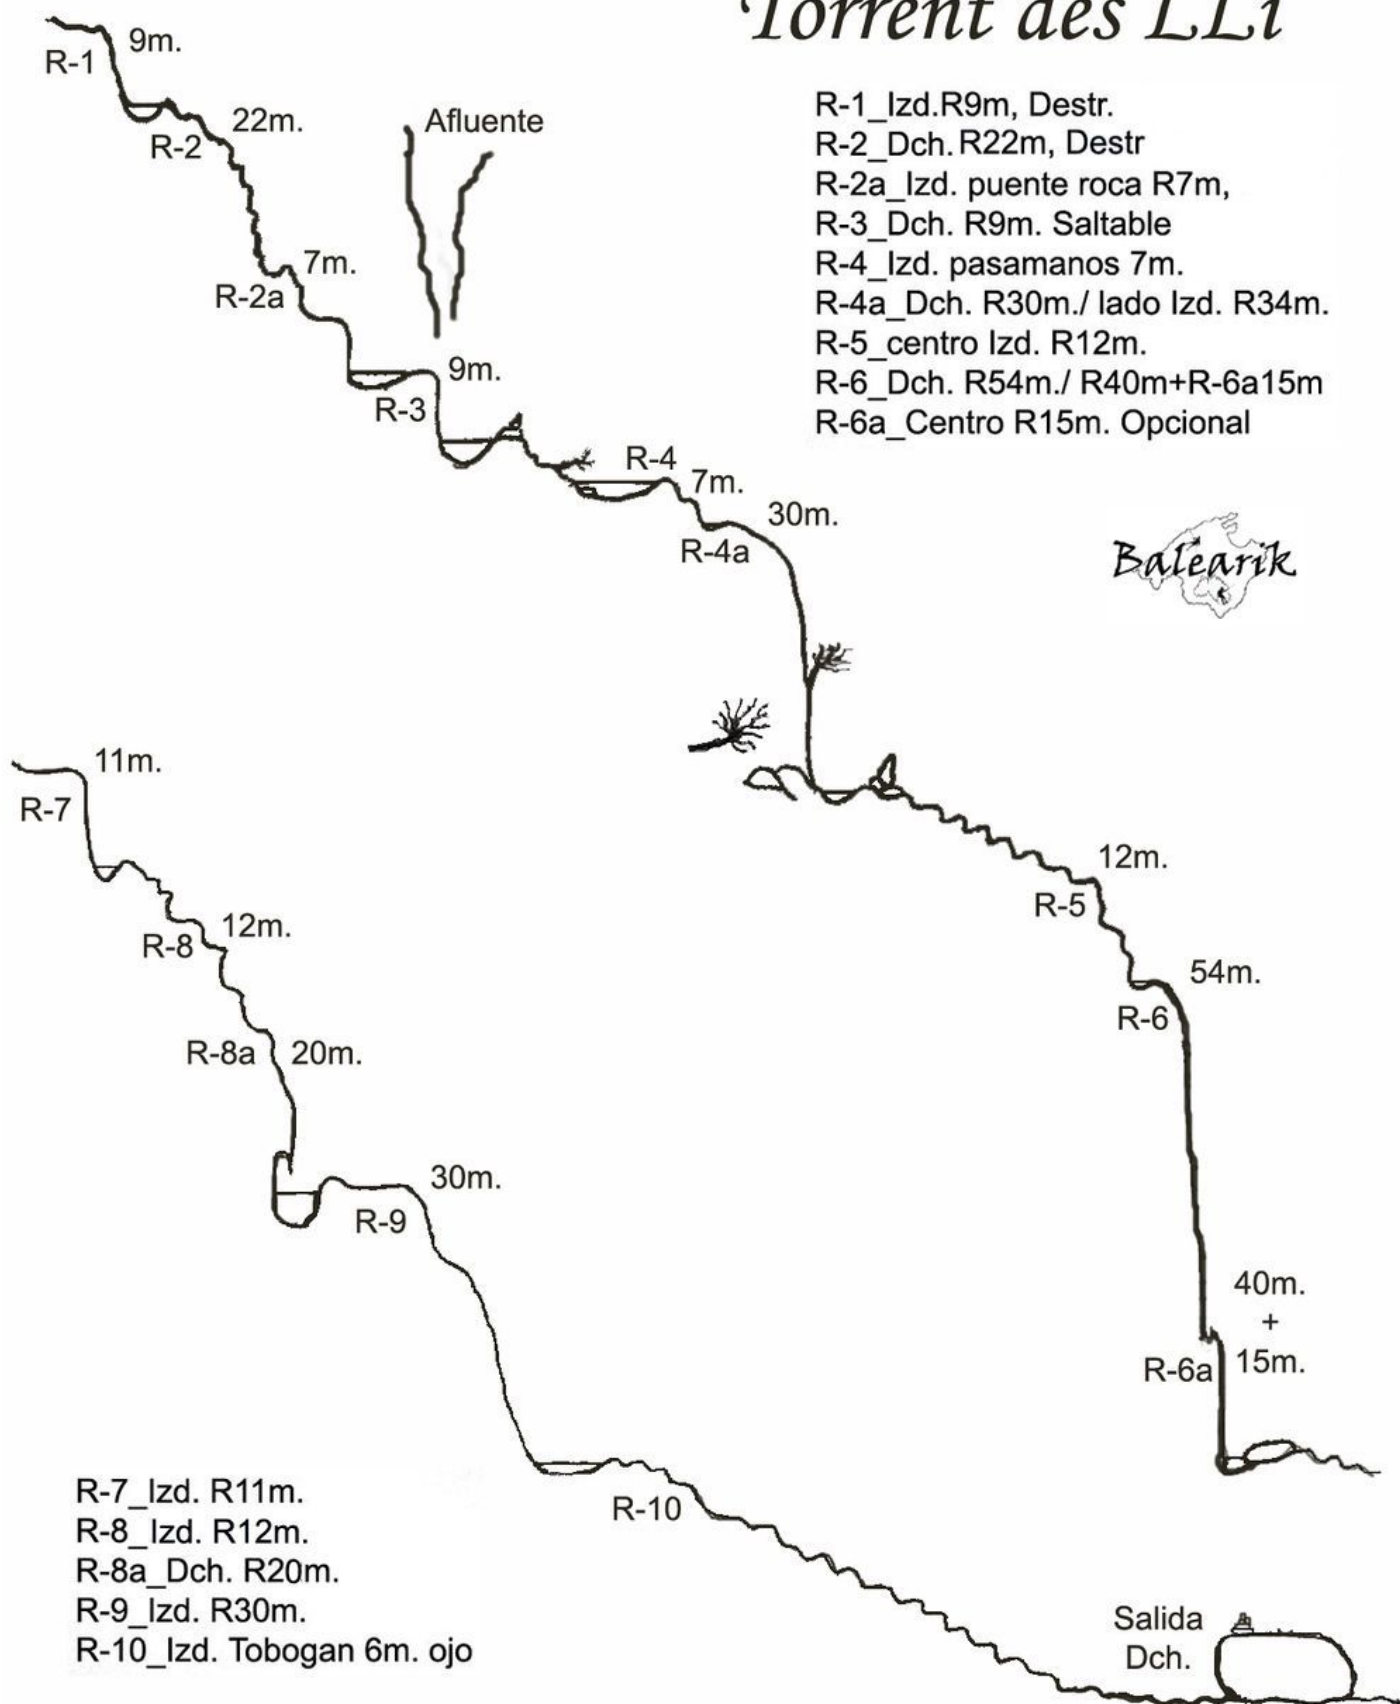 Torrent des LLi
R-1
9m.
R-2
22m.
Afluente
R-2a
7m.
R-3
9m.
R-4
7m.
R-4a
30m.
R-1_Izd.R9m, Destr.
R-2_Dch.R22m, Destr
R-2a_Izd. puente roca R7m,
R-3_Dch. R9m. Saltable
R-4_Izd. pasamanos 7m.
R-4a_Dch. R30m./ lado Izd. R34m.
R-5_centro Izd. R12m.
R-6_Dch. R54m./ R40m+R-6a15m
R-6a_Centro R15m. Opcional
Balearik
12m.
R-5
54m.
R-6
40m.
+
15m.
R-6a
11m.
R-7
12m.
R-8
R-8a
20m.
30m.
R-9
R-10
R-7_Izd. R11m.
R-8_Izd. R12m.
R-8a_Dch. R20m.
R-9_Izd. R30m.
R-10_Izd. Tobogan 6m. ojo
Salida
Dch.